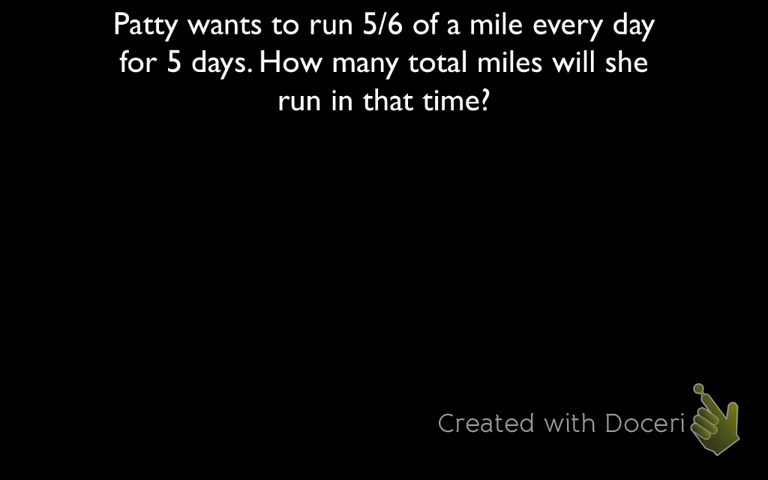 Patty wants to run 5/6 of a mile every day
for 5 days. How many total miles will she
run in that time?
Created with Doceri